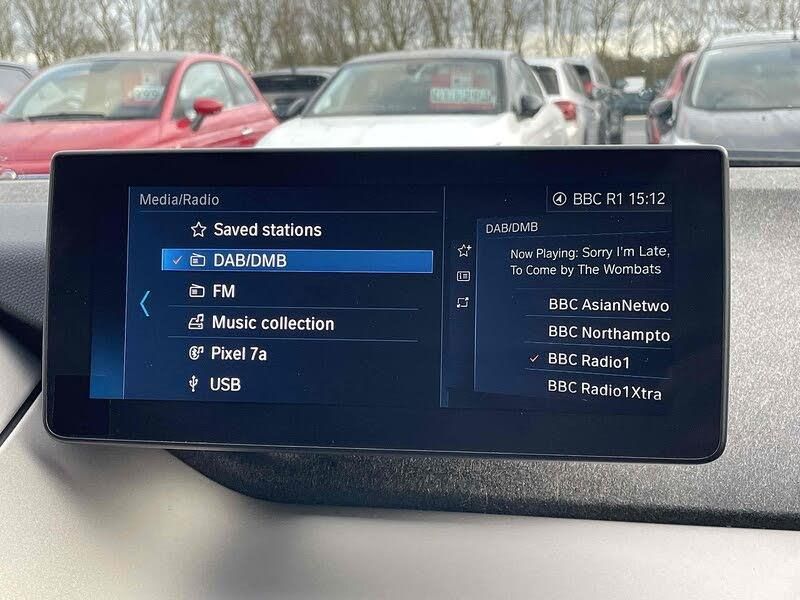 Media/Radio
BBC R1 15:12
Saved stations
DAB/DMB
FM
Music collection
Pixel 7a
USB
DAB/DMB
Now Playing: Sorry I'm Late,
To Come by The Wombats
BBC AsianNetwo
BBC Northampto
BBC Radio1
BBC Radio1Xtra